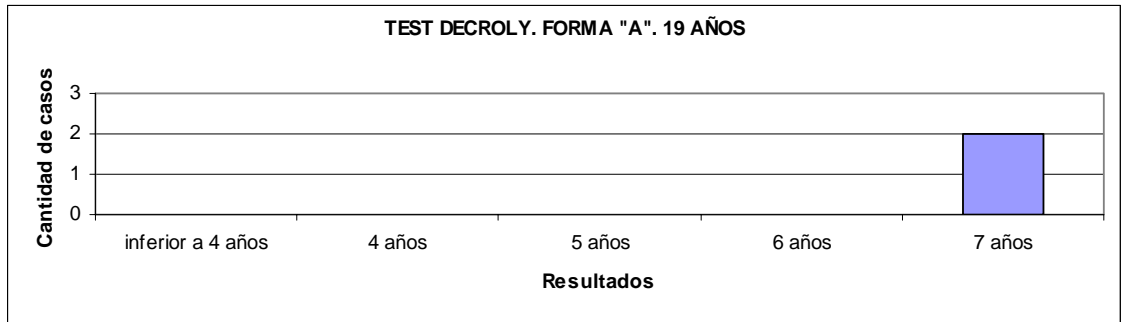 TEST DECROLY. FORMA "A". 19 AÑOS
Cantidad de casos
3
2
1
0
inferior a 4 años
4 años
5 años
6 años
7 años
Resultados